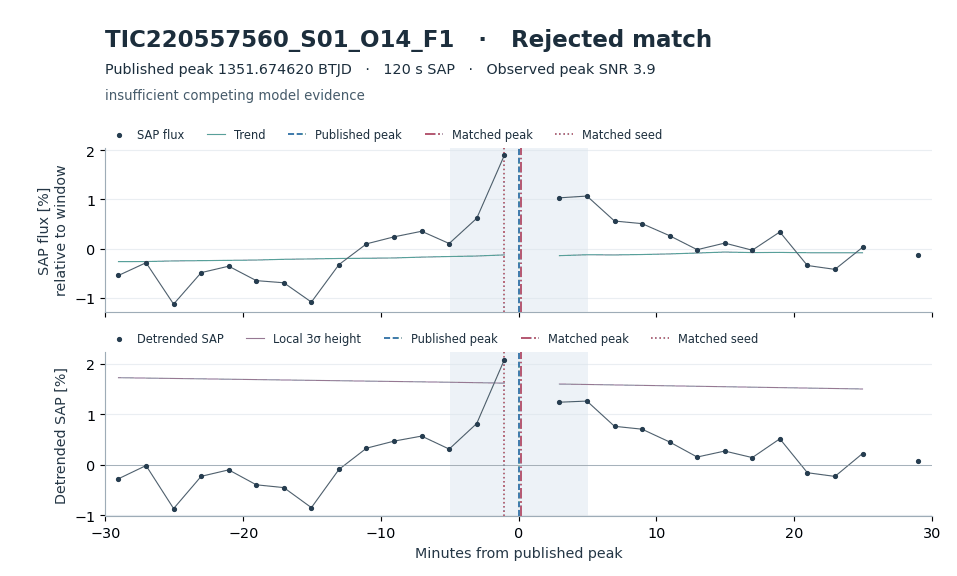 TIC220557560_S01_O14_F1 · Rejected match
Published peak 1351.674620 BTJD · 120 s SAP · Observed peak SNR 3.9
insufficient competing model evidence
SAP flux Trend Published peak Matched peak Matched seed
SAP flux [%]
relative to window
2
1
0
−1
Detrended SAP Local 3σ height Published peak Matched peak Matched seed
Detrended SAP [%]
2
1
0
−1
−30 −20 −10 0 10 20 30
Minutes from published peak